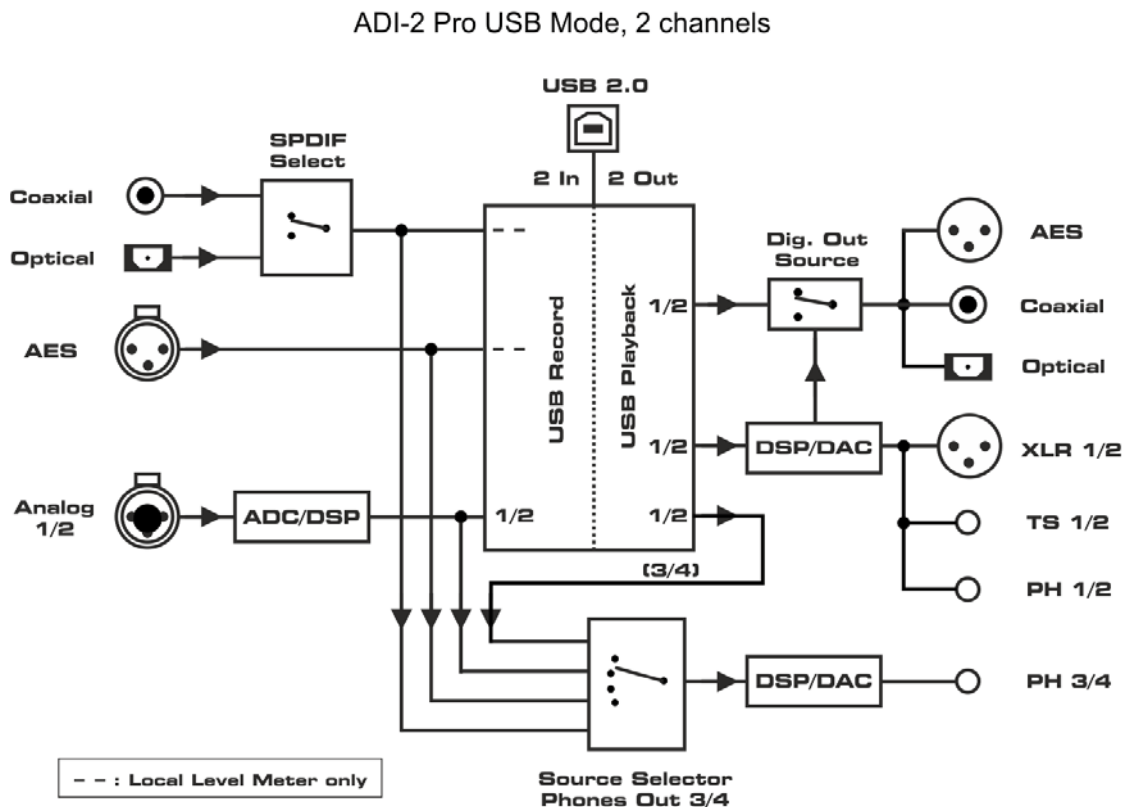 ADI-2 Pro USB Mode, 2 channels
USB 2.0
SPDIF
Select
2 In
2 Out
Coaxial
Optical
AES
Analog
1/2
ADC/DSP
- -
- -
1/2
USB Record
USB Playback
1/2
1/2
1/2
(3/4)
Dig. Out
Source
DSP/DAC
AES
Coaxial
Optical
XLR 1/2
TS 1/2
PH 1/2
DSP/DAC
PH 3/4
Source Selector
Phones Out 3/4
- - : Local Level Meter only